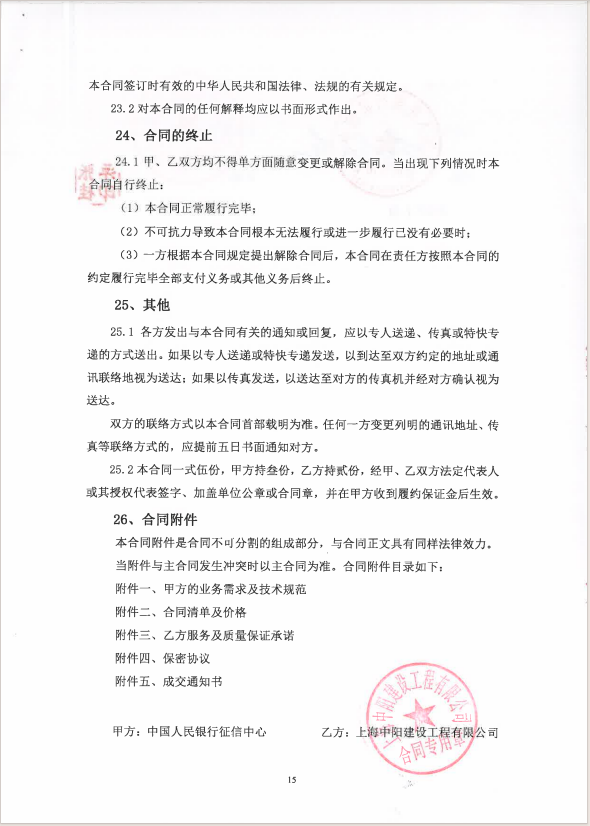 本合同签订时有效的中华人民共和国法律、法规的有关规定。
23.2 对本合同的任何解释均应以书面形式作出。
24、合同的终止
24.1 甲、乙双方均不得单方面随意变更或解除合同。当出现下列情况时本
合同自行终止：
（1）本合同正常履行完毕；
（2）不可抗力导致本合同根本无法履行或进一步履行已没有必要时；
（3）一方根据本合同规定提出解除合同后，本合同在责任方按照本合同的
约定履行完毕全部支付义务或其他义务后终止。
25、其他
25.1 各方发出与本合同有关的通知或回复，应以专人送递、传真或特快专
递的方式送出。如果以专人送递或特快专递发送，以到达至双方约定的地址或通
讯联络地视为送达；如果以传真发送，以送达至对方的传真机并经对方确认视为
送达。
双方的联络方式以本合同首部载明为准。任何一方变更列明的通讯地址、传
真等联络方式的，应提前五日书面通知对方。
25.2 本合同一式伍份，甲方持叁份，乙方持贰份，经甲、乙双方法定代表人
或其授权代表签字、加盖单位公章或合同章，并在甲方收到履约保证金后生效。
26、合同附件
本合同附件是合同不可分割的组成部分，与合同正文具有同样法律效力。
当附件与主合同发生冲突时以主合同为准。合同附件目录如下：
附件一、甲方的业务需求及技术规范
附件二、合同清单及价格
附件三、乙方服务及质量保证承诺
附件四、保密协议
附件五、成交通知书
上海中阳建设工程有限公司
合同专用章
甲方：中国人民银行征信中心 乙方：上海中阳建设工程有限公司
15